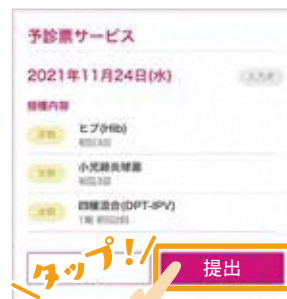 予診票サービス
2021年11月24日(水)
接種内容
ヒブ(Hib)
小児肺炎球菌
四種混合(DPT-IPV)
タップ!
提出